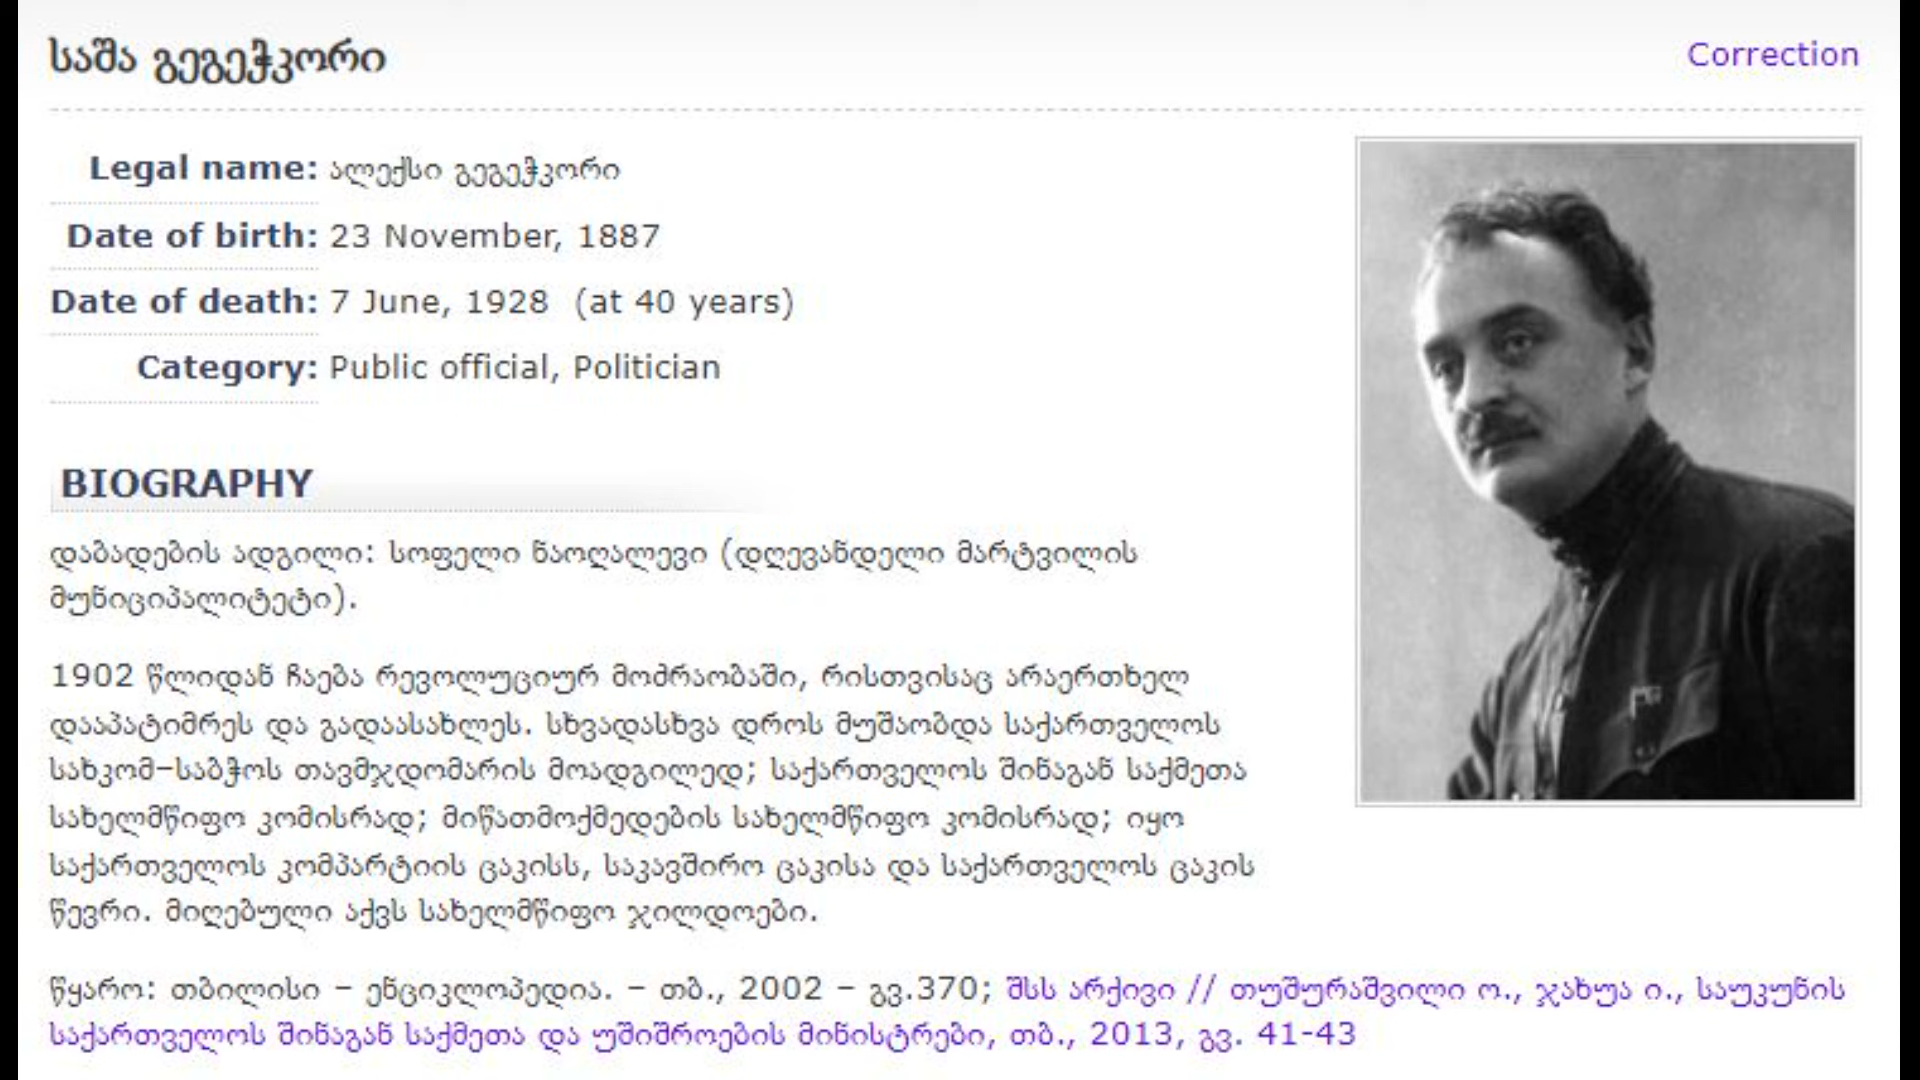 საშა გეგეჭკორი
Correction
Legal name: ალექსი გეგეჭკორი
Date of birth: 23 November, 1887
Date of death: 7 June, 1928 (at 40 years)
Category: Public official, Politician
BIOGRAPHY
დაბადების ადგილი: სოფელი ნაოღალევი (დღევანდელი მარტვილის
მუნიციპალიტეტი).
1902 წლიდან ჩაება რევოლუციურ მოძრაობაში, რისთვისაც არაერთხელ
დააპატიმრეს და გადაასახლეს. სხვადასხვა დროს მუშაობდა საქართველოს
სახკომ–საბჭოს თავმჯდომარის მოადგილედ; საქართველოს შინაგან საქმეთა
სახელმწიფო კომისრად; მიწათმოქმედების სახელმწიფო კომისრად; იყო
საქართველოს კომპარტიის ცაკისს, საკავშირო ცაკისა და საქართველოს ცაკის
წევრი. მიღებული აქვს სახელმწიფო ჯილდოები.
წყარო: თბილისი – ენციკლოპედია. – თბ., 2002 – გვ.370; შსს არქივი // თუშურაშვილი ო., ჯახუა ი., საუკუნის
საქართველოს შინაგან საქმეთა და უშიშროების მინისტრები, თბ., 2013, გვ. 41-43